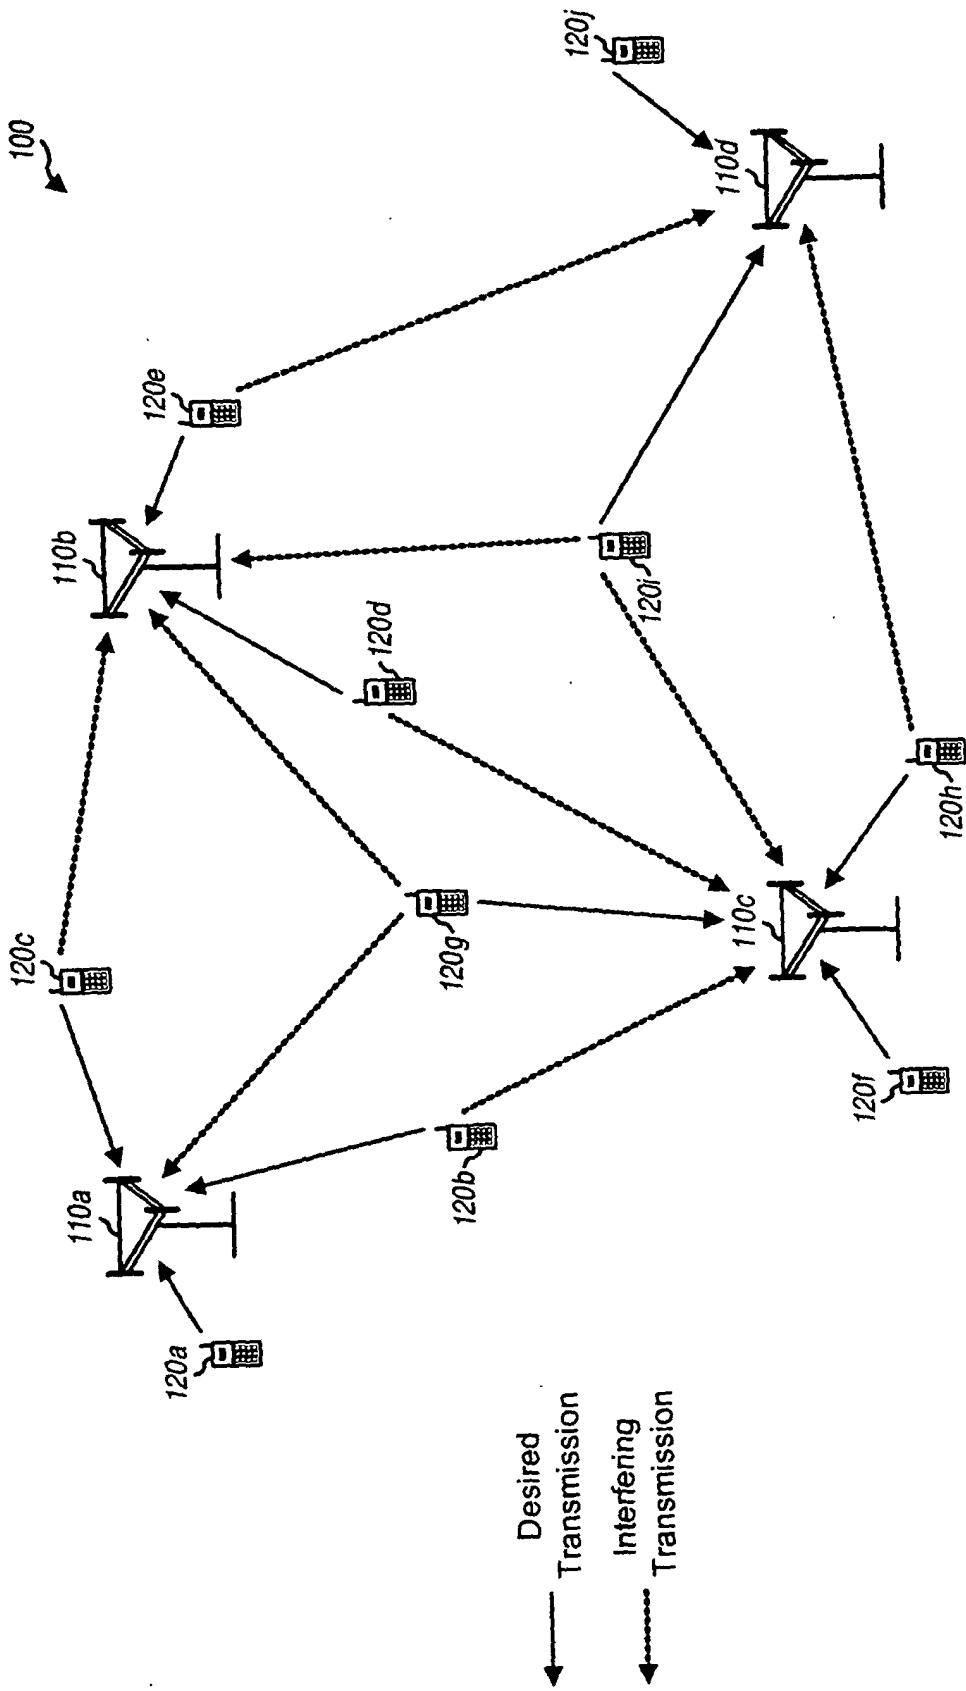 100
120c
110b
110a
120e
120a
120d
120g
120b
120j
120i
110d
110c
120f
120h
Desired
Transmission
Interfering
Transmission